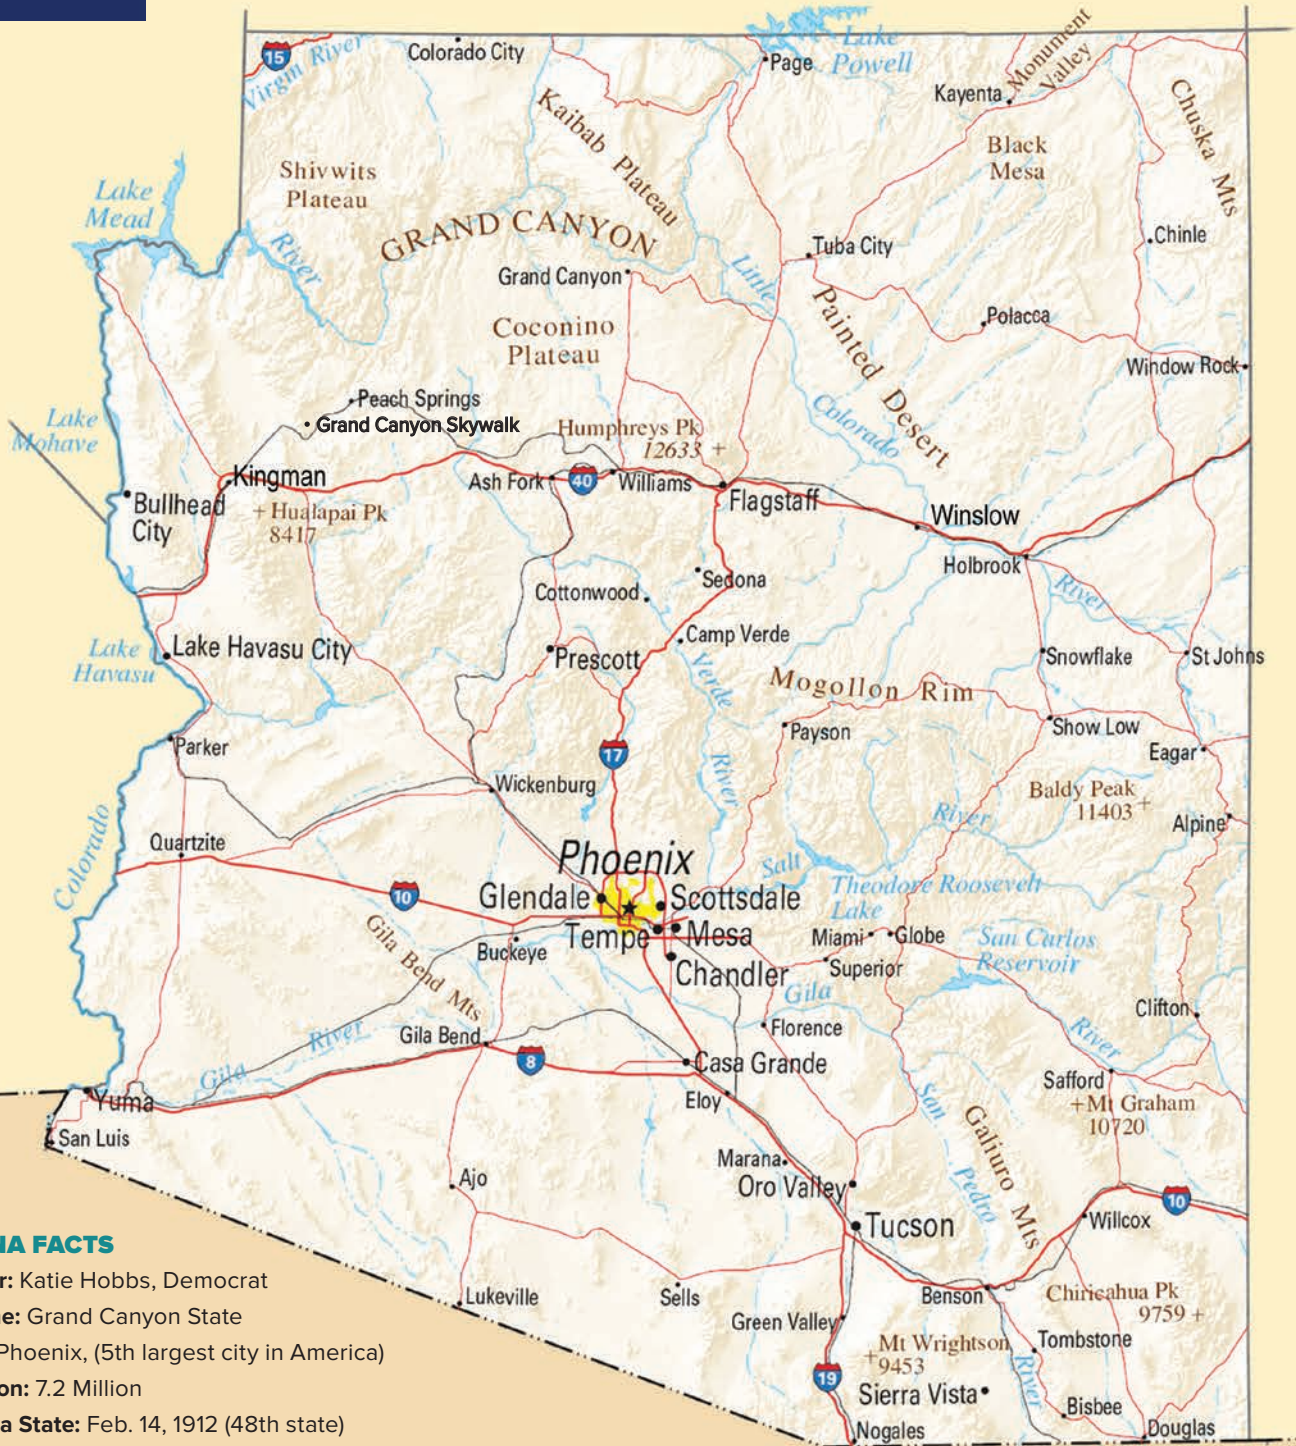 15
Virgin River
Colorado City
Lake
Powell
Page
Monument
Valley
Kayenta
Chuska Mts
Kaibab Plateau
Black
Mesa
Shivwits
Plateau
Lake
Mead
River
GRAND CANYON
Grand Canyon
Little
Tuba City
Chinle
Coconino
Plateau
Painted Desert
Polacca
Window Rock
Peach Springs
Grand Canyon Skywalk
Lake
Mohave
Humphreys Pk
12633 +
Colorado
Kingman
Ash Fork
40
Williams
Flagstaff
Bullhead
City
+ Hualapai Pk
8417
Winslow
Holbrook
River
Cottonwood
Sedona
Camp Verde
Lake
Havasu
Lake Havasu City
Prescott
Verde
Mogollon Rim
Snowflake
St Johns
Parker
17
Payson
Show Low
Eagar
River
Wickenburg
Baldy Peak
11403 +
River
Alpine
Quartzite
Colorado
Phoenix
Salt
10
Glendale
Scottsdale
Theodore Roosevelt
Lake
Tempe
Mesa
Miami
Globe
San Carlos
Reservoir
Gila Bend Mts
Buckeye
Chandler
Superior
Gila
Clifton
Florence
River
Gila Bend
River
Gila
8
Casa Grande
Safford
+Mt Graham
10720
Yuma
San Luis
Eloy
San
Pedro
Galiuro Mts
Marana
Oro Valley
Ajo
10
Willcox
Tucson
Lukeville
Sells
Benson
Chiricahua Pk
9759 +
Green Valley
Tombstone
Mt Wrightson
+9453
River
19
Sierra Vista
Bisbee
Nogales
Douglas
NA FACTS
r: Katie Hobbs, Democrat
e: Grand Canyon State
Phoenix, (5th largest city in America)
on: 7.2 Million
a State: Feb. 14, 1912 (48th state)